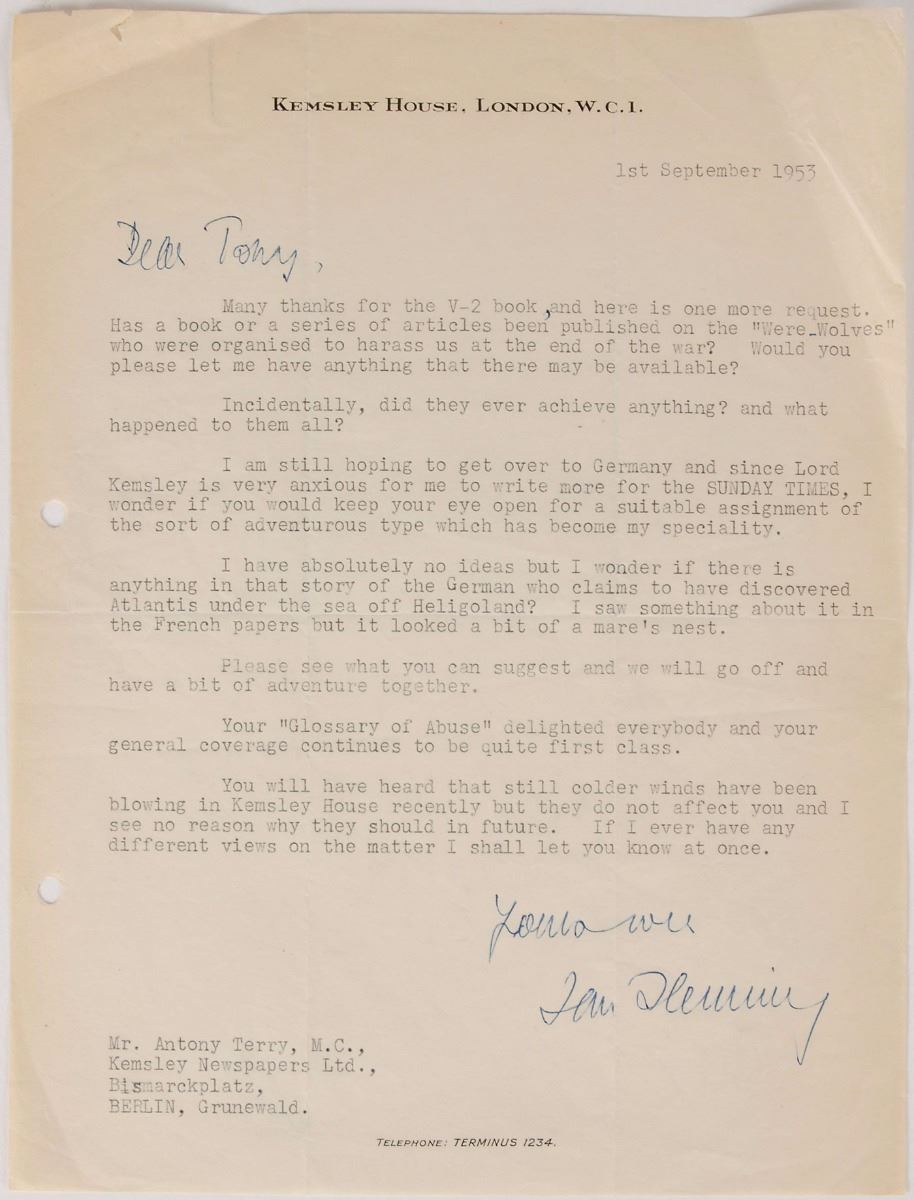 KEMSLEY HOUSE, LONDON, W.C.1.
1st September 1953
Dear Tony,
Many thanks for the V-2 book, and here is one more request.
Has a book or a series of articles been published on the "Were-Wolves"
who were organised to harass us at the end of the war? Would you
please let me have anything that there may be available?
Incidentally, did they ever achieve anything? and what
happened to them all?
I am still hoping to get over to Germany and since Lord
Kemsley is very anxious for me to write more for the SUNDAY TIMES, I
wonder if you would keep your eye open for a suitable assignment of
the sort of adventurous type which has become my speciality.
I have absolutely no ideas but I wonder if there is
anything in that story of the German who claims to have discovered
Atlantis under the sea off Heligoland? I saw something about it in
the French papers but it looked a bit of a mare's nest.
Please see what you can suggest and we will go off and
have a bit of adventure together.
Your "Glossary of Abuse" delighted everybody and your
general coverage continues to be quite first class.
You will have heard that still colder winds have been
blowing in Kemsley House recently but they do not affect you and I
see no reason why they should in future. If I ever have any
different views on the matter I shall let you know at once.
Yours ever
Ian Fleming
Mr. Antony Terry, M.C.,
Kemsley Newspapers Ltd.,
Bismarckplatz,
BERLIN, Grunewald.
TELEPHONE: TERMINUS 1234.